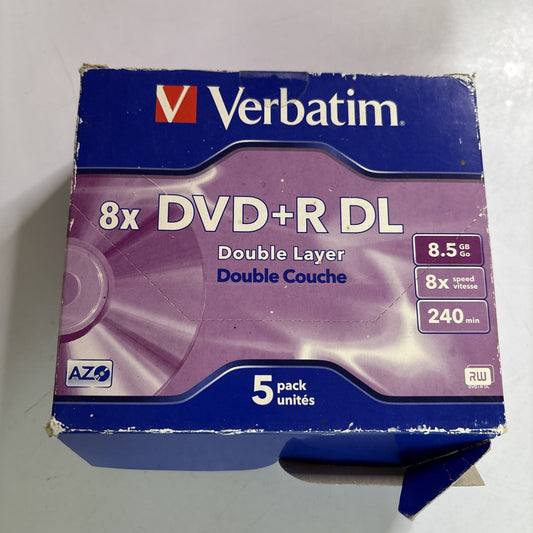 Verbatim®
8x DVD+R DL
Double Layer
Double Couche
8.5 GB Go
8x speed vitesse
240 min
AZO
RW
5 pack unités